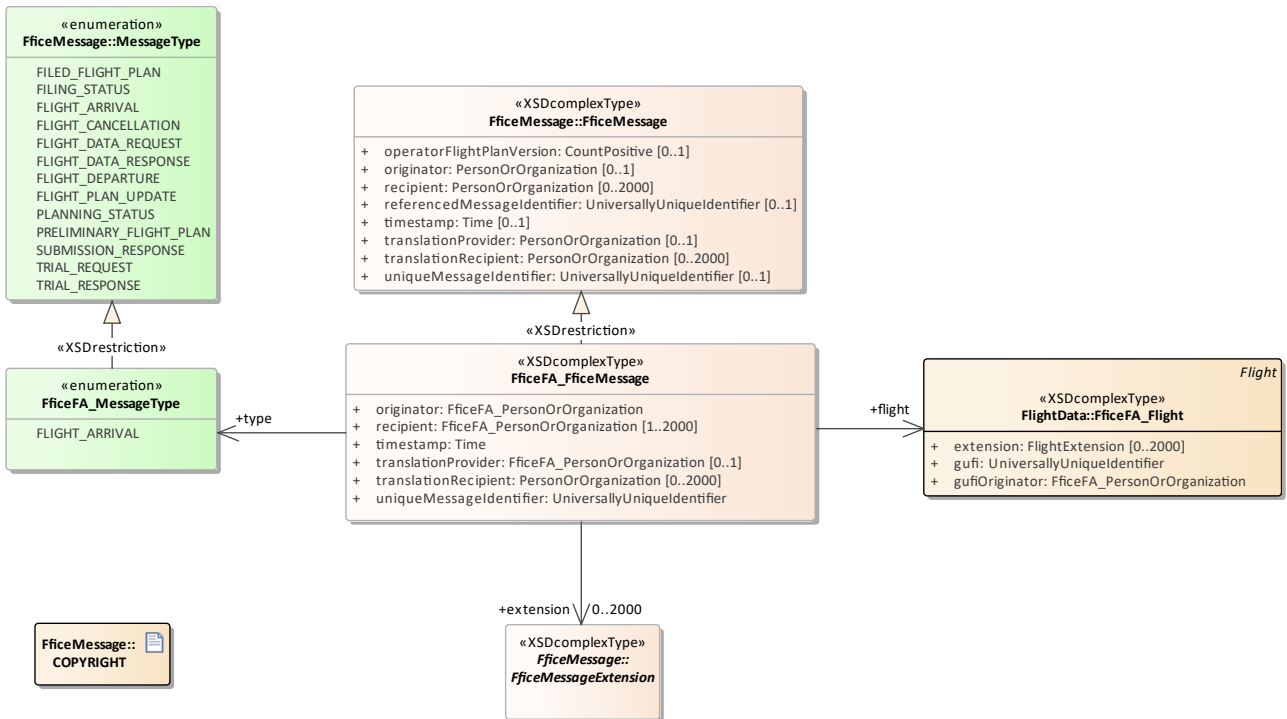 «enumeration»
FficeMessage::MessageType
FILED_FLIGHT_PLAN
FILING_STATUS
FLIGHT_ARRIVAL
FLIGHT_CANCELLATION
FLIGHT_DATA_REQUEST
FLIGHT_DATA_RESPONSE
FLIGHT_DEPARTURE
FLIGHT_PLAN_UPDATE
PLANNING_STATUS
PRELIMINARY_FLIGHT_PLAN
SUBMISSION_RESPONSE
TRIAL_REQUEST
TRIAL_RESPONSE
«XSDcomplexType»
FficeMessage::FficeMessage
+ operatorFlightPlanVersion: CountPositive [0..1]
+ originator: PersonOrOrganization [0..1]
+ recipient: PersonOrOrganization [0..2000]
+ referencedMessageIdentifier: UniversallyUniqueIdentifier [0..1]
+ timestamp: Time [0..1]
+ translationProvider: PersonOrOrganization [0..1]
+ translationRecipient: PersonOrOrganization [0..2000]
+ uniqueMessageIdentifier: UniversallyUniqueIdentifier [0..1]
«XSDrestriction»
«XSDrestriction»
«enumeration»
FficeFA_MessageType
FLIGHT_ARRIVAL
+type
«XSDcomplexType»
FficeFA_FficeMessage
+ originator: FficeFA_PersonOrOrganization
+ recipient: FficeFA_PersonOrOrganization [1..2000]
+ timestamp: Time
+ translationProvider: FficeFA_PersonOrOrganization [0..1]
+ translationRecipient: PersonOrOrganization [0..2000]
+ uniqueMessageIdentifier: UniversallyUniqueIdentifier
+flight
Flight
«XSDcomplexType»
FlightData::FficeFA_Flight
+ extension: FlightExtension [0..2000]
+ gufi: UniversallyUniqueIdentifier
+ gufiOriginator: FficeFA_PersonOrOrganization
+extension 0..2000
«XSDcomplexType»
FficeMessage::
FficeMessageExtension
FficeMessage::
COPYRIGHT